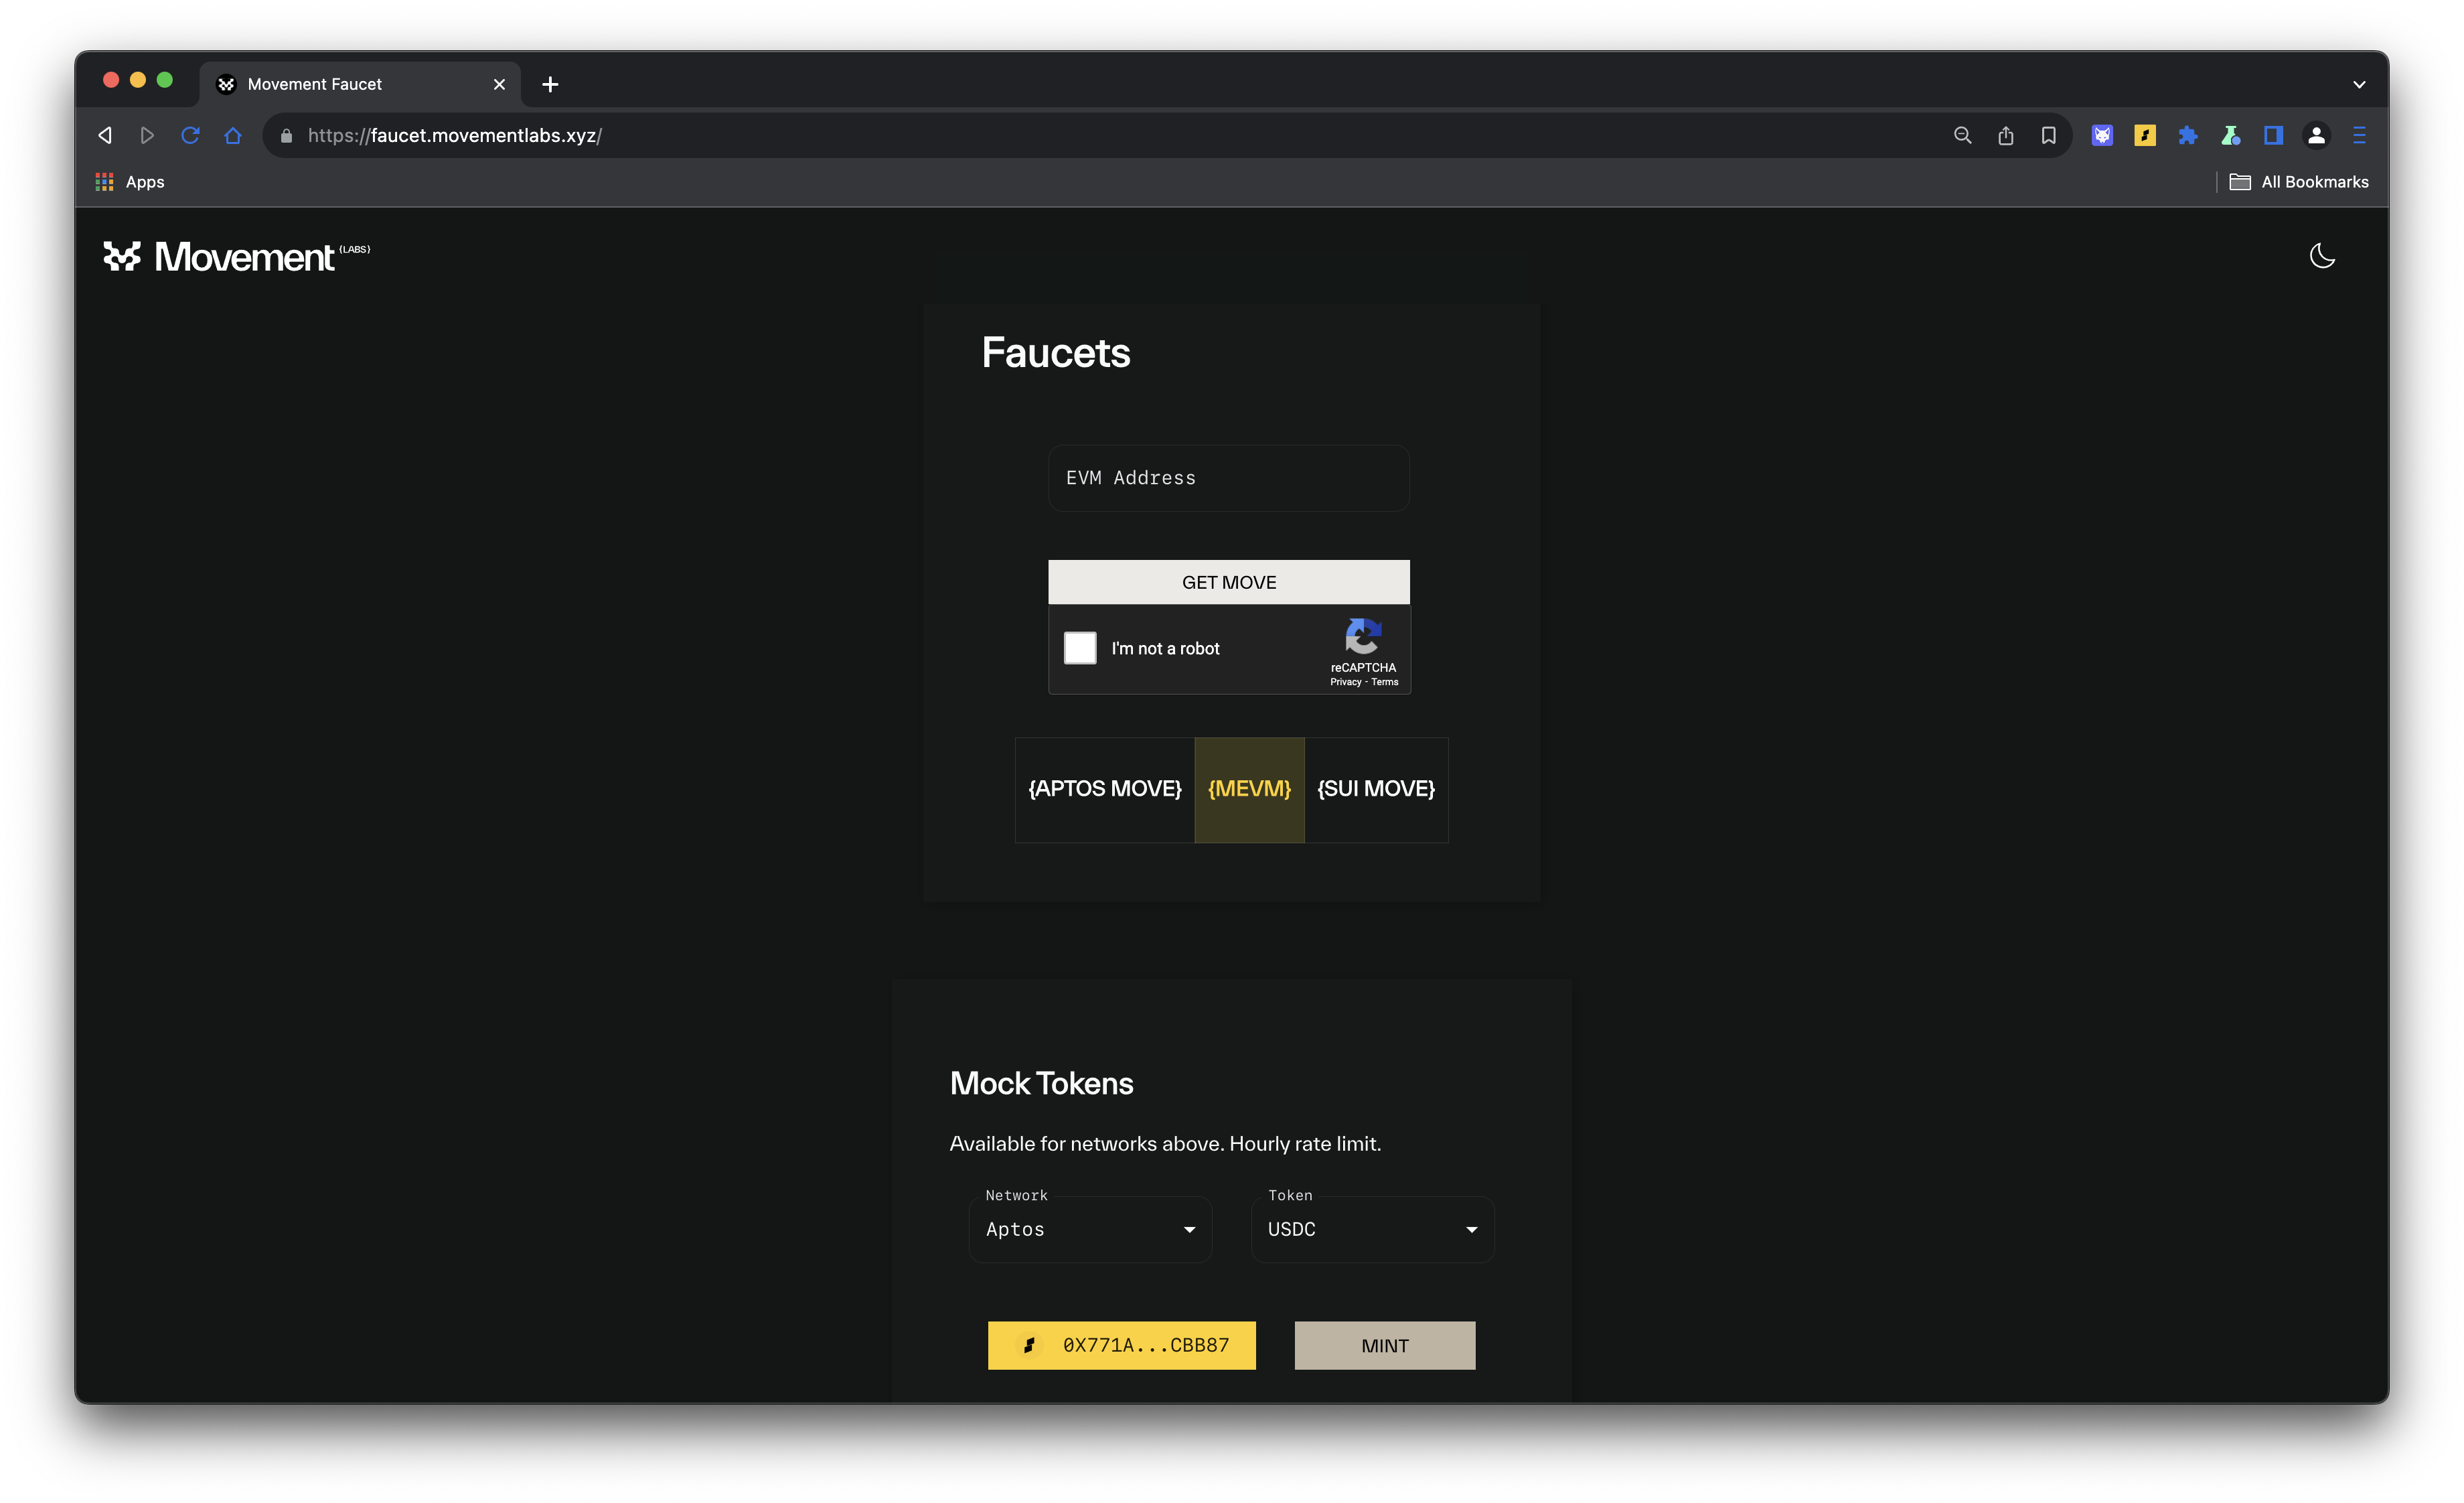 Movement Faucet
https://faucet.movementlabs.xyz/
Apps
All Bookmarks
Movement {LABS}
Faucets
EVM Address
GET MOVE
I'm not a robot
reCAPTCHA
Privacy - Terms
{APTOS MOVE} {MEVM} {SUI MOVE}
Mock Tokens
Available for networks above. Hourly rate limit.
Network Token
Aptos USDC
0X771A...CBB87 MINT